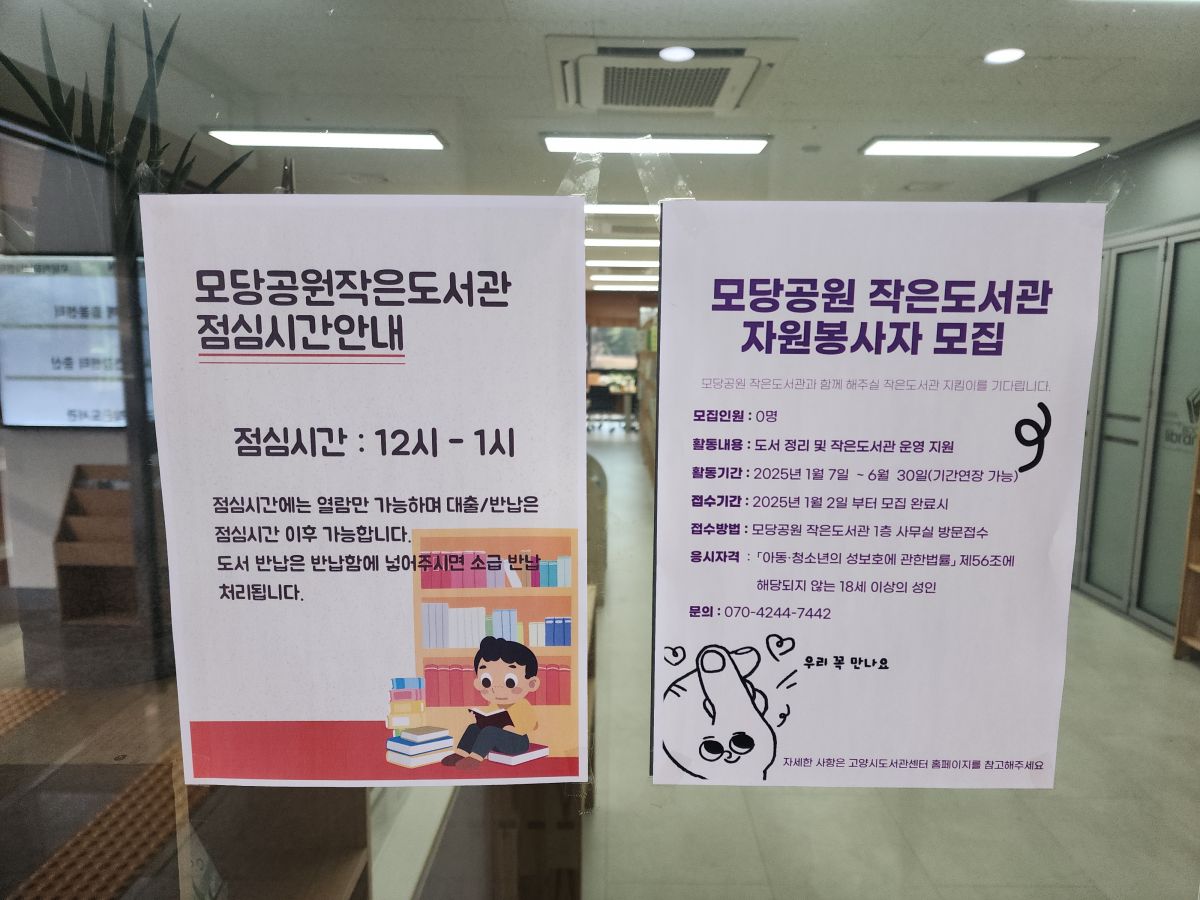 모당공원작은도서관
점심시간안내
점심시간 : 12시 - 1시
점심시간에는 열람만 가능하며 대출/반납은
점심시간 이후 가능합니다.
도서 반납은 반납함에 넣어주시면 소급 반납
처리됩니다.
모당공원 작은도서관
자원봉사자 모집
모당공원 작은도서관과 함께 해주실 작은도서관 지킴이를 기다립니다.
모집인원 : 0명
활동내용 : 도서 정리 및 작은도서관 운영 지원
활동기간 : 2025년 1월 7일 ~ 6월 30일(기간연장 가능)
접수기간 : 2025년 1월 2일 부터 모집 완료시
접수방법 : 모당공원 작은도서관 1층 사무실 방문접수
응시자격 : 「아동·청소년의 성보호에 관한법률」 제56조에
해당되지 않는 18세 이상의 성인
문의 : 070-4244-7442
우리 꼭 만나요
자세한 사항은 고양시도서관센터 홈페이지를 참고해주세요